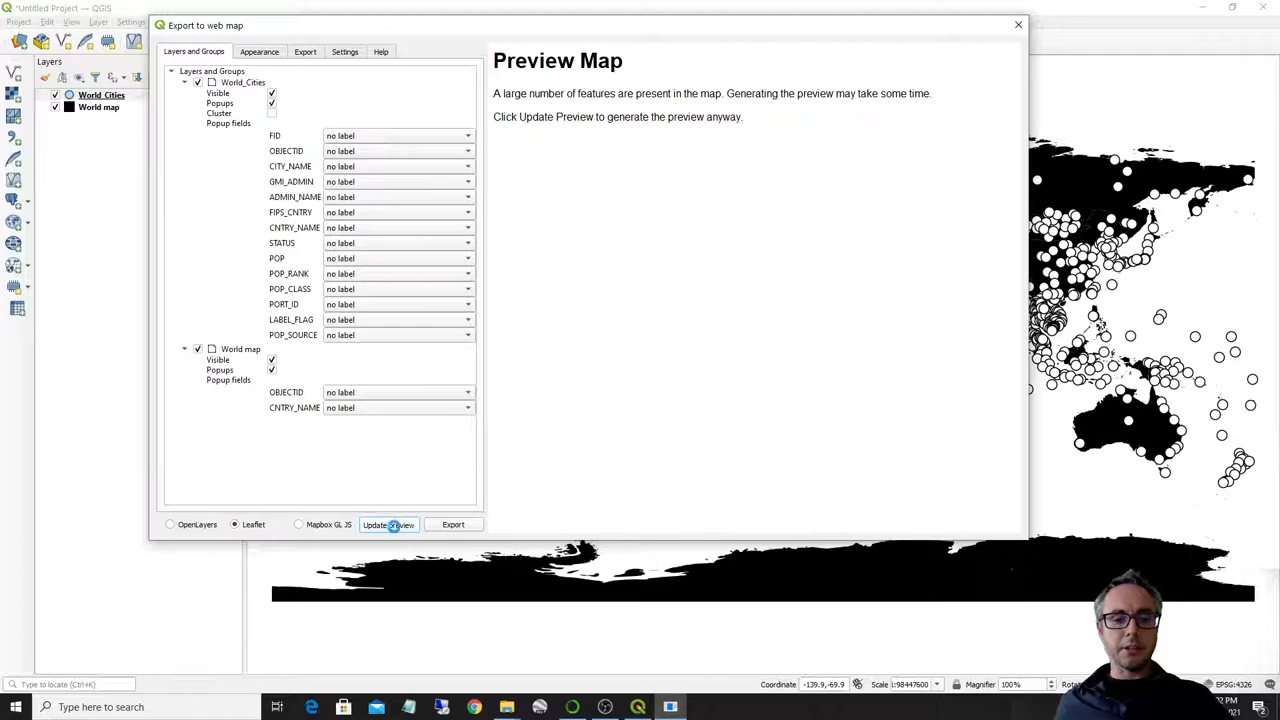 *Untitled Project — QGIS
Project Edit View Layer Settings
Export to web map
Layers
World_Cities
World map
Layers and Groups Appearance Export Settings Help
Layers and Groups
World_Cities
Visible
Popups
Cluster
Popup fields
FID no label
OBJECTID no label
CITY_NAME no label
GMI_ADMIN no label
ADMIN_NAME no label
FIPS_CNTRY no label
CNTRY_NAME no label
STATUS no label
POP no label
POP_RANK no label
POP_CLASS no label
PORT_ID no label
LABEL_FLAG no label
POP_SOURCE no label
World map
Visible
Popups
Popup fields
OBJECTID no label
CNTRY_NAME no label
OpenLayers Leaflet Mapbox GL JS Update preview Export
Preview Map
A large number of features are present in the map. Generating the preview may take some time.
Click Update Preview to generate the preview anyway.
Type to locate (Ctrl+K)
Coordinate -139.9,-69.9 Scale 1:98447600 Magnifier 100% EPSG:4326
Type here to search